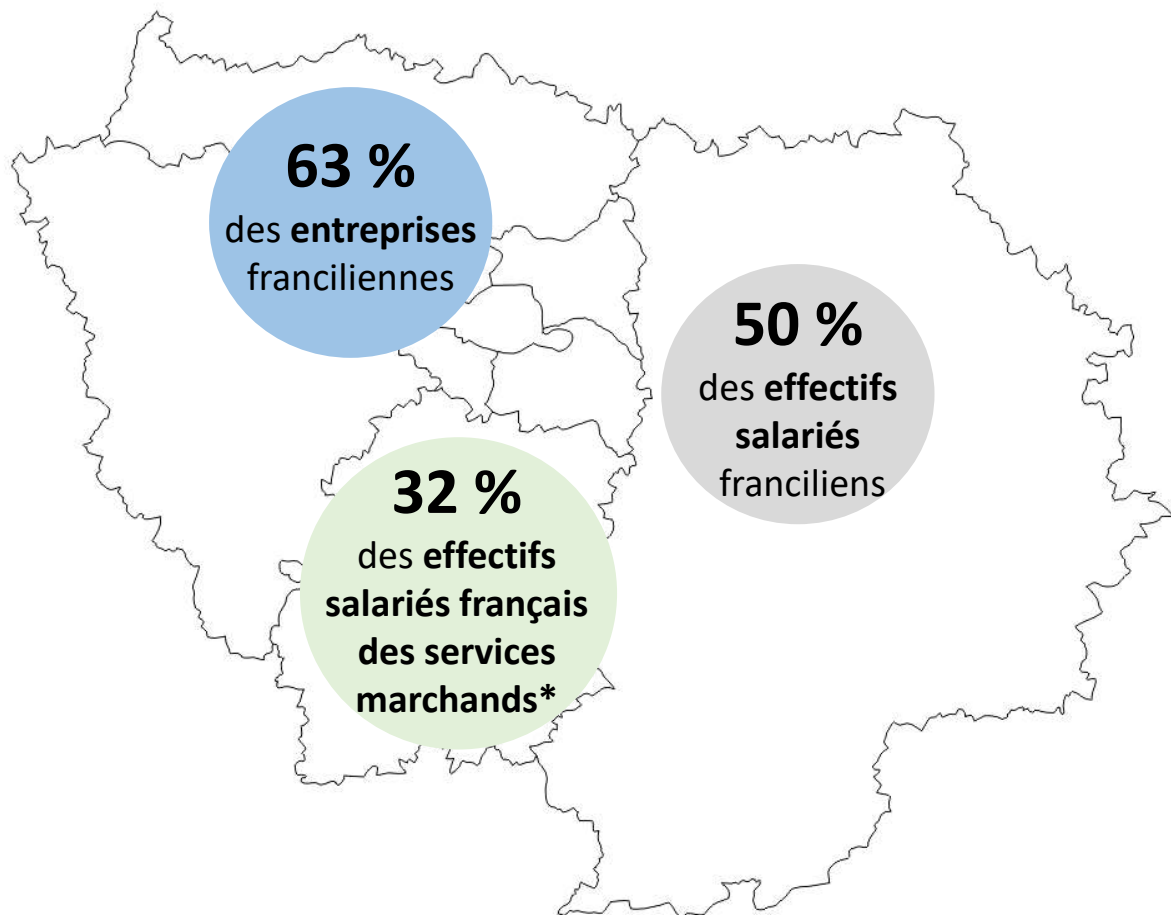 63 %
des entreprises
franciliennes
50 %
des effectifs
salariés
franciliens
32 %
des effectifs
salariés français
des services
marchands*